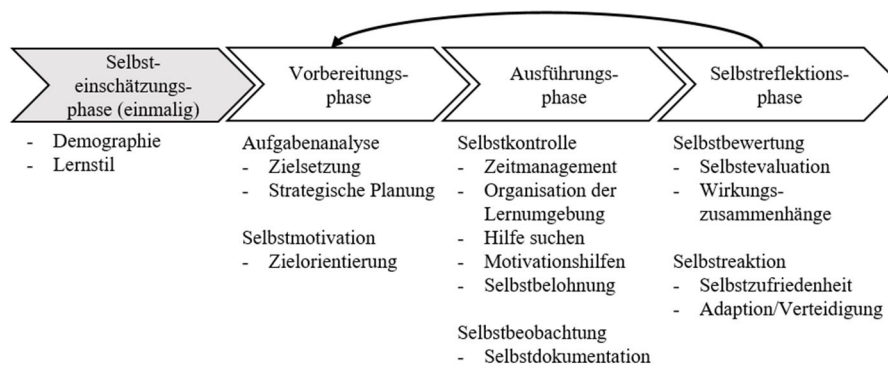 Selbst-
einschätzungs-
phase (einmalig)
Vorbereitungs-
phase
Ausführungs-
phase
Selbstreflektions-
phase
- Demographie
- Lernstil
Aufgabenanalyse
- Zielsetzung
- Strategische Planung
Selbstmotivation
- Zielorientierung
Selbstkontrolle
- Zeitmanagement
- Organisation der
Lernumgebung
- Hilfe suchen
- Motivationshilfen
- Selbstbelohnung
Selbstbeobachtung
- Selbstdokumentation
Selbstbewertung
- Selbstevaluation
- Wirkungs-
zusammenhänge
Selbstreaktion
- Selbstzufriedenheit
- Adaption/Verteidigung